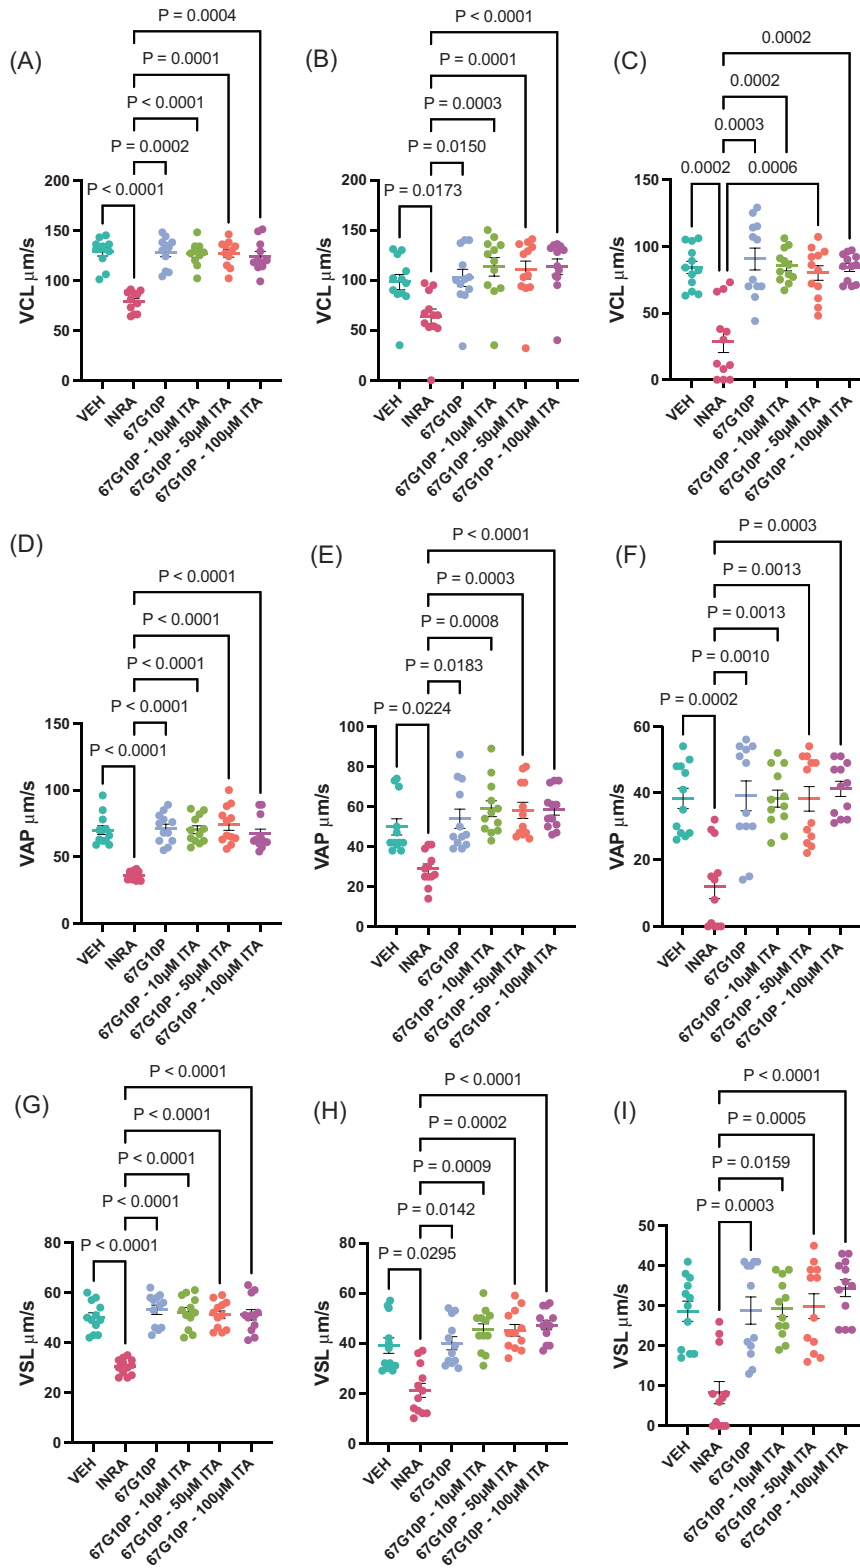 (A)
P = 0.0004
P = 0.0001
P < 0.0001
P = 0.0002
P < 0.0001
VCL µm/s
200
150
100
50
0
VEH
INRA
67G10P
67G10P - 10µM ITA
67G10P - 50µM ITA
67G10P - 100µM ITA
(B)
P < 0.0001
P = 0.0001
P = 0.0003
P = 0.0150
P = 0.0173
VCL µm/s
200
150
100
50
0
VEH
INRA
67G10P
67G10P - 10µM ITA
67G10P - 50µM ITA
67G10P - 100µM ITA
(C)
0.0002
0.0002
0.0003
0.0002
0.0006
VCL µm/s
150
100
50
0
VEH
INRA
67G10P
67G10P - 10µM ITA
67G10P - 50µM ITA
67G10P - 100µM ITA
(D)
P < 0.0001
P < 0.0001
P < 0.0001
P < 0.0001
P < 0.0001
VAP µm/s
150
100
50
0
VEH
INRA
67G10P
67G10P - 10µM ITA
67G10P - 50µM ITA
67G10P - 100µM ITA
(E)
P < 0.0001
P = 0.0003
P = 0.0008
P = 0.0183
P = 0.0224
VAP µm/s
100
80
60
40
20
0
VEH
INRA
67G10P
67G10P - 10µM ITA
67G10P - 50µM ITA
67G10P - 100µM ITA
(F)
P = 0.0003
P = 0.0013
P = 0.0013
P = 0.0010
P = 0.0002
VAP µm/s
60
40
20
0
VEH
INRA
67G10P
67G10P - 10µM ITA
67G10P - 50µM ITA
67G10P - 100µM ITA
(G)
P < 0.0001
P < 0.0001
P < 0.0001
P < 0.0001
P < 0.0001
VSL µm/s
80
60
40
20
0
VEH
INRA
67G10P
67G10P - 10µM ITA
67G10P - 50µM ITA
67G10P - 100µM ITA
(H)
P < 0.0001
P = 0.0002
P = 0.0009
P = 0.0142
P = 0.0295
VSL µm/s
80
60
40
20
0
VEH
INRA
67G10P
67G10P - 10µM ITA
67G10P - 50µM ITA
67G10P - 100µM ITA
(I)
P < 0.0001
P = 0.0005
P = 0.0159
P = 0.0003
VSL µm/s
50
40
30
20
10
0
VEH
INRA
67G10P
67G10P - 10µM ITA
67G10P - 50µM ITA
67G10P - 100µM ITA